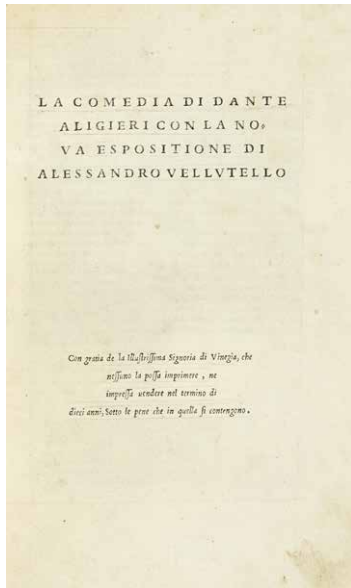 LA COMEDIA DI DANTE
ALIGIERI CON LA NO⸗
VA ESPOSITIONE DI
ALESSANDRO VELLVTELLO
Con gratia de la Illustrissima Signoria di Vinegia, che
nessuno la possa imprimere, ne
impressa uendere nel termino di
dieci anni, Sotto le pene che in quella si contengono.